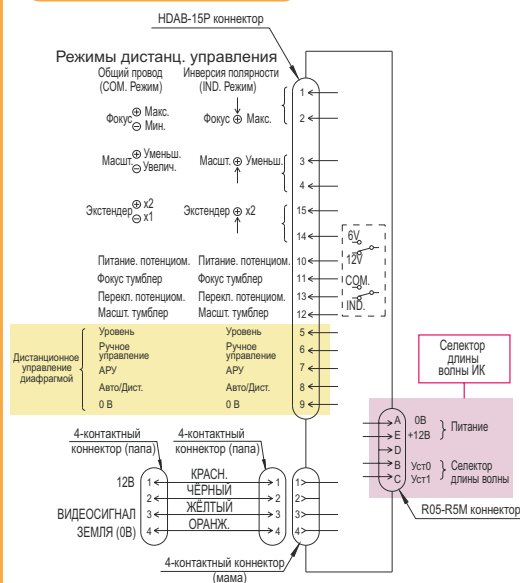 HDAB-15P коннектор
Режимы дистанц. управления
Общий провод Инверсия полярности
(COM. Режим) (IND. Режим)
1
Фокус ⊕ Макс. Фокус ⊕ Макс.
⊖ Мин.
2
Масшт. ⊕ Уменьш. Масшт. ⊕ Уменьш. 3
⊖ Увелич.
4
Экстендер ⊕ x2 Экстендер ⊕ x2 15
⊖ x1
14
6V
12V
COM.
IND.
Питание. потенциом. Питание. потенциом. 10
Фокус тумблер Фокус тумблер 11
Перекл. потенциом. Перекл. потенциом. 13
Масшт. тумблер Масшт. тумблер 12
Дистанционное
управление
диафрагмой
Уровень Уровень 5
Ручное Ручное 6
управление управление
АРУ АРУ 7
Авто/Дист. Авто/Дист. 8
0 В 0 В 9
Селектор
длины
волны ИК
A 0В
E +12В
Питание
D
B Уст0
C Уст1
Селектор
длины волны
R05-R5M коннектор
4-контактный 4-контактный
коннектор (папа) коннектор (папа)
12В 1 КРАСН. 1 1
2 ЧЁРНЫЙ 2 2
ВИДЕОСИГНАЛ 3 ЖЁЛТЫЙ 3 3
ЗЕМЛЯ (0В) 4 ОРАНЖ. 4 4
4-контактный коннектор
(мама)